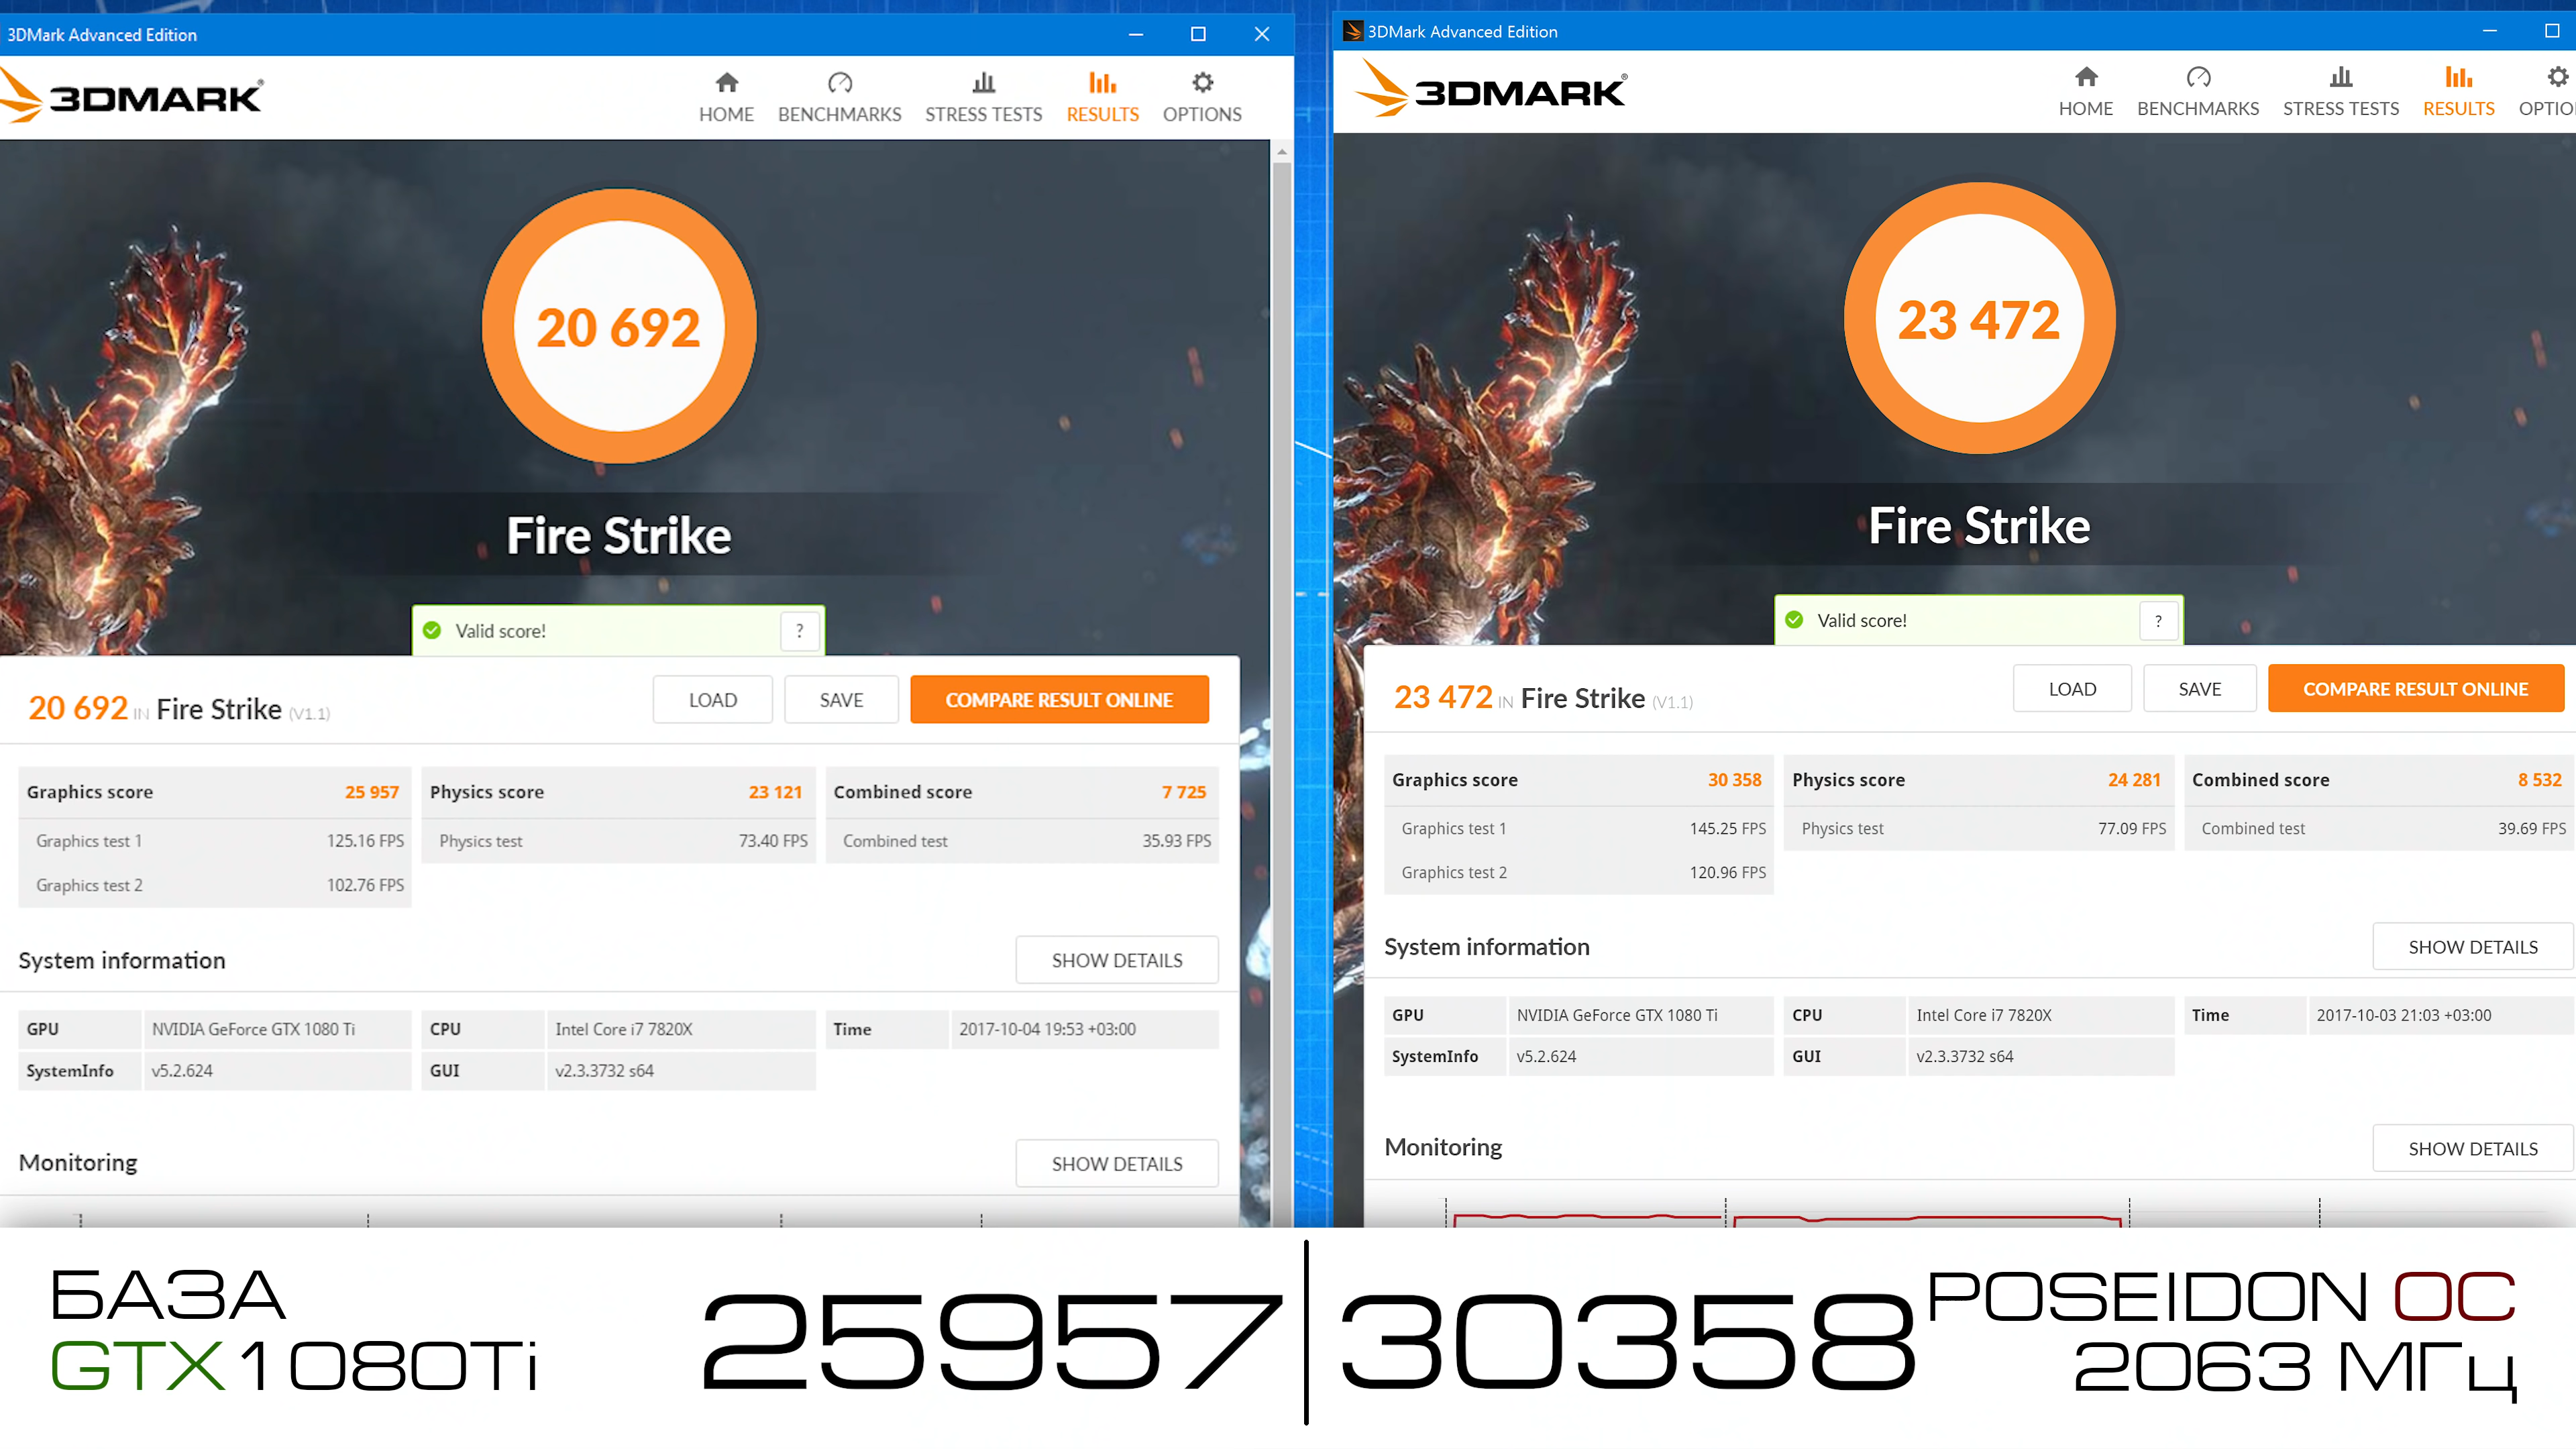 3DMark Advanced Edition
3DMARK®
HOME BENCHMARKS STRESS TESTS RESULTS OPTIONS
20 692
Fire Strike
Valid score! ?
20 692 IN Fire Strike (V1.1) LOAD SAVE COMPARE RESULT ONLINE
Graphics score 25 957 Physics score 23 121 Combined score 7 725
Graphics test 1 125.16 FPS Physics test 73.40 FPS Combined test 35.93 FPS
Graphics test 2 102.76 FPS
System information SHOW DETAILS
GPU NVIDIA GeForce GTX 1080 Ti CPU Intel Core i7 7820X Time 2017-10-04 19:53 +03:00
SystemInfo v5.2.624 GUI v2.3.3732 s64
Monitoring SHOW DETAILS
3DMark Advanced Edition
3DMARK®
HOME BENCHMARKS STRESS TESTS RESULTS OPTIO
23 472
Fire Strike
Valid score! ?
23 472 IN Fire Strike (V1.1) LOAD SAVE COMPARE RESULT ONLINE
Graphics score 30 358 Physics score 24 281 Combined score 8 532
Graphics test 1 145.25 FPS Physics test 77.09 FPS Combined test 39.69 FPS
Graphics test 2 120.96 FPS
System information SHOW DETAILS
GPU NVIDIA GeForce GTX 1080 Ti CPU Intel Core i7 7820X Time 2017-10-03 21:03 +03:00
SystemInfo v5.2.624 GUI v2.3.3732 s64
Monitoring SHOW DETAILS
БАЗА
GTX1080Ti
25957 30358
POSEIDON OC
2063 МГц